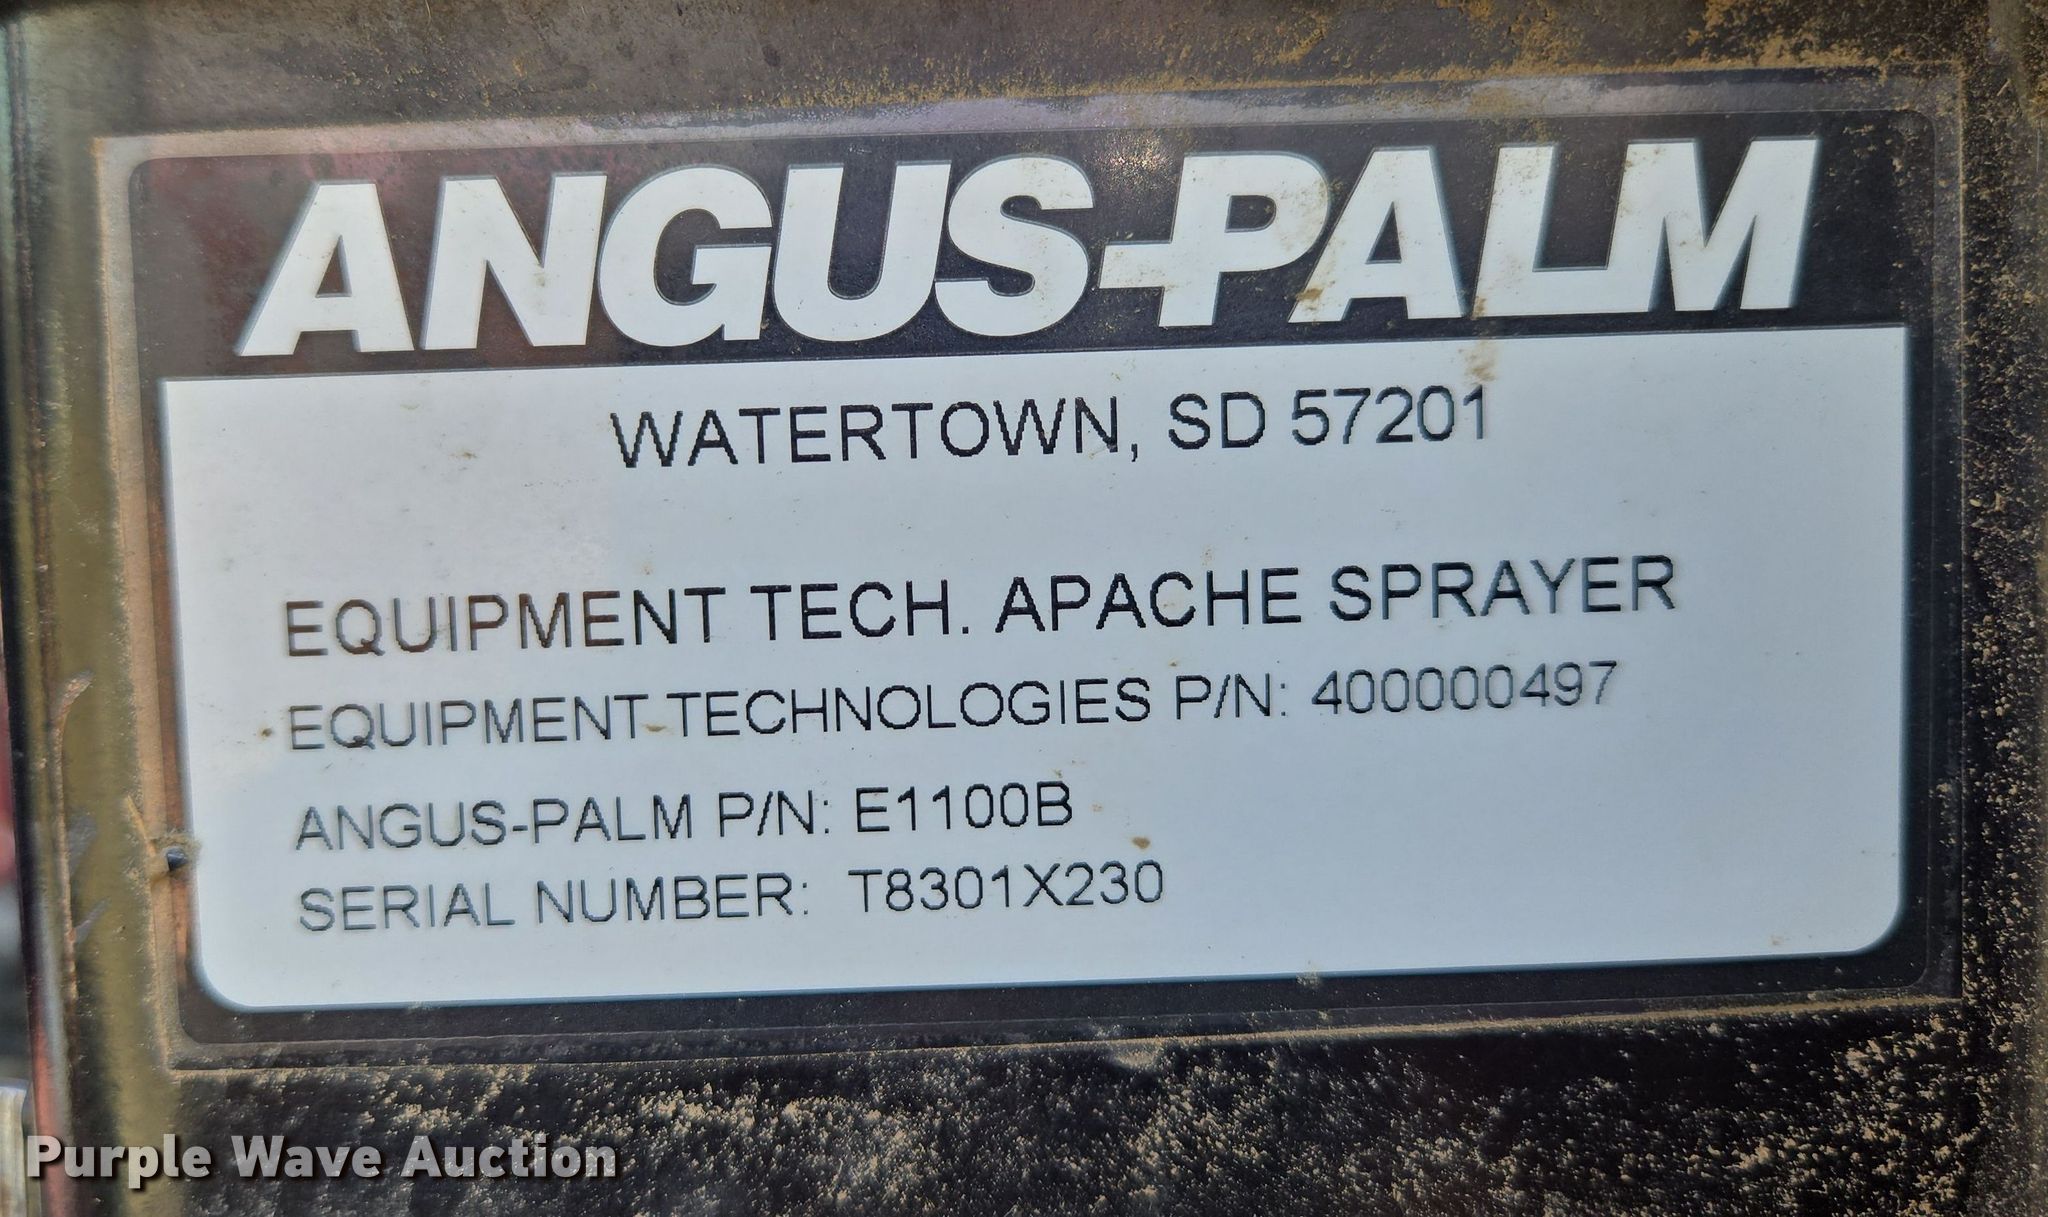 ANGUS-PALM
WATERTOWN, SD 57201
EQUIPMENT TECH. APACHE SPRAYER
EQUIPMENT TECHNOLOGIES P/N: 400000497
ANGUS-PALM P/N: E1100B
SERIAL NUMBER: T8301X230
Purple Wave Auction